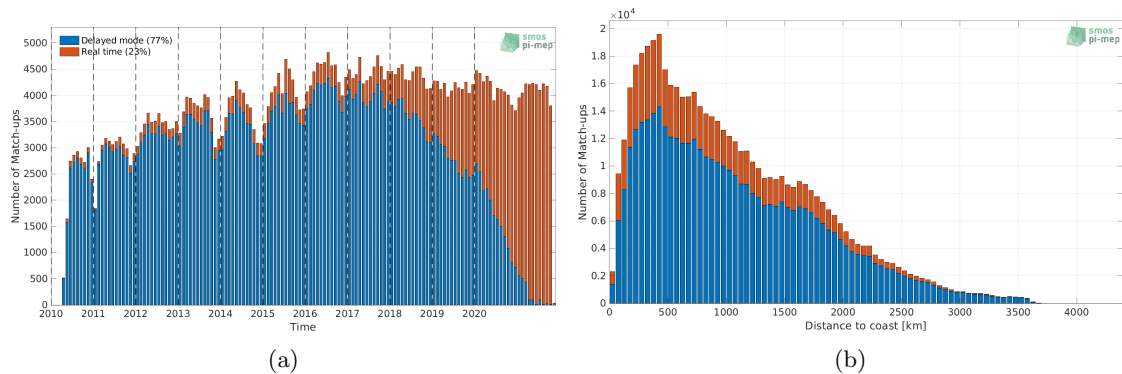 smos
pi-mep
Delayed mode (77%)
Real time (23%)
5000
4500
4000
3500
3000
2500
2000
1500
1000
500
0
Number of Match-ups
2010 2011 2012 2013 2014 2015 2016 2017 2018 2019 2020
Time
(a)
×10⁴
smos
pi-mep
2
1.8
1.6
1.4
1.2
1
0.8
0.6
0.4
0.2
0
Number of Match-ups
0 500 1000 1500 2000 2500 3000 3500 4000
Distance to coast [km]
(b)